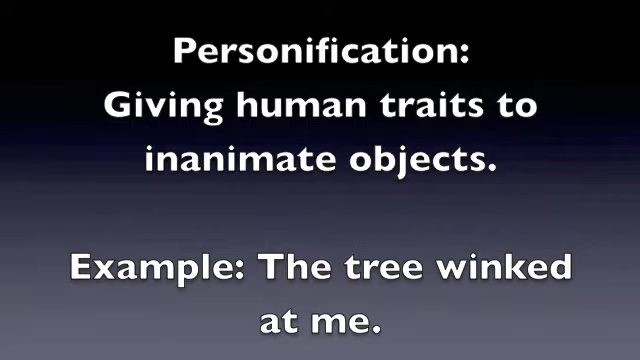 Personification:
Giving human traits to
inanimate objects.
Example: The tree winked
at me.